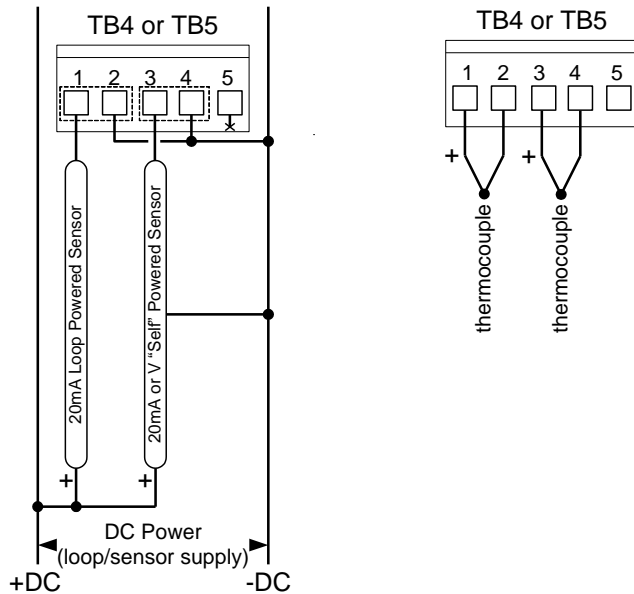 TB4 or TB5
1 2 3 4 5
20mA Loop Powered Sensor
20mA or V “Self” Powered Sensor
+ +
DC Power
(loop/sensor supply)
+DC -DC
TB4 or TB5
1 2 3 4 5
+ +
thermocouple
thermocouple